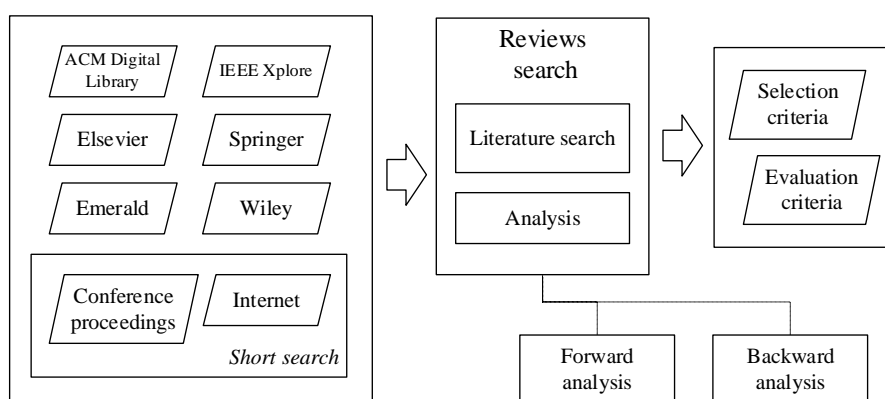 ACM Digital
Library
IEEE Xplore
Elsevier
Springer
Emerald
Wiley
Conference
proceedings
Internet
Short search
Reviews
search
Literature search
Analysis
Selection
criteria
Evaluation
criteria
Forward
analysis
Backward
analysis